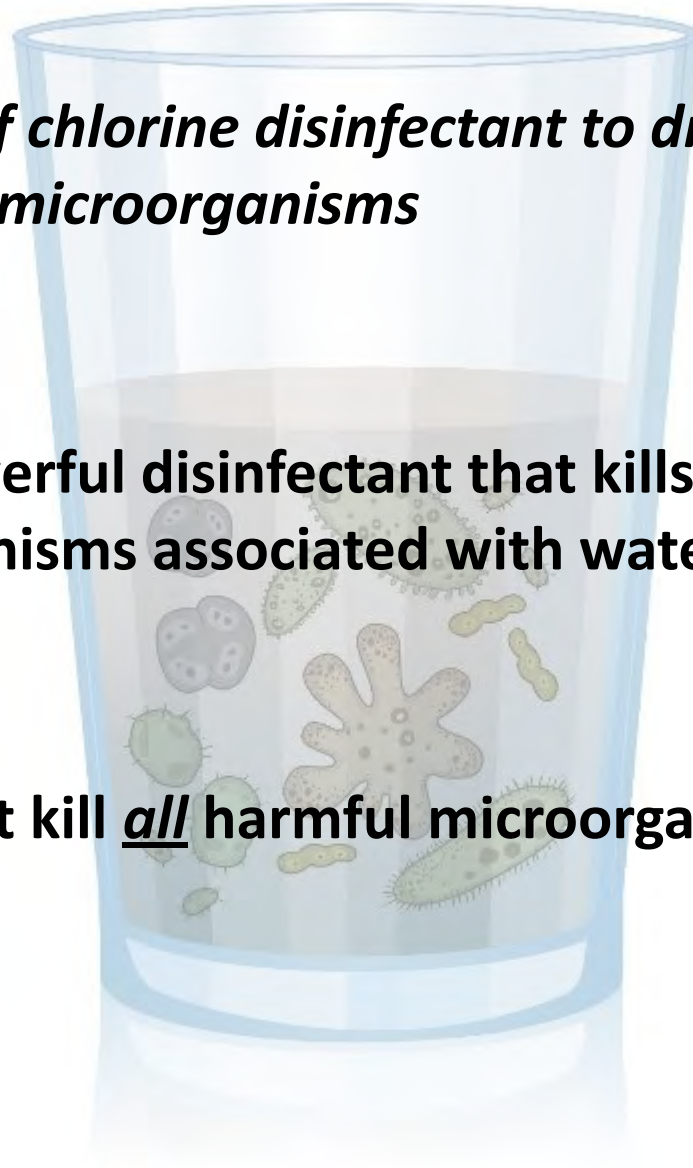 f chlorine disinfectant to dr
microorganisms
erful disinfectant that kills
nisms associated with wate
t kill all harmful microorga